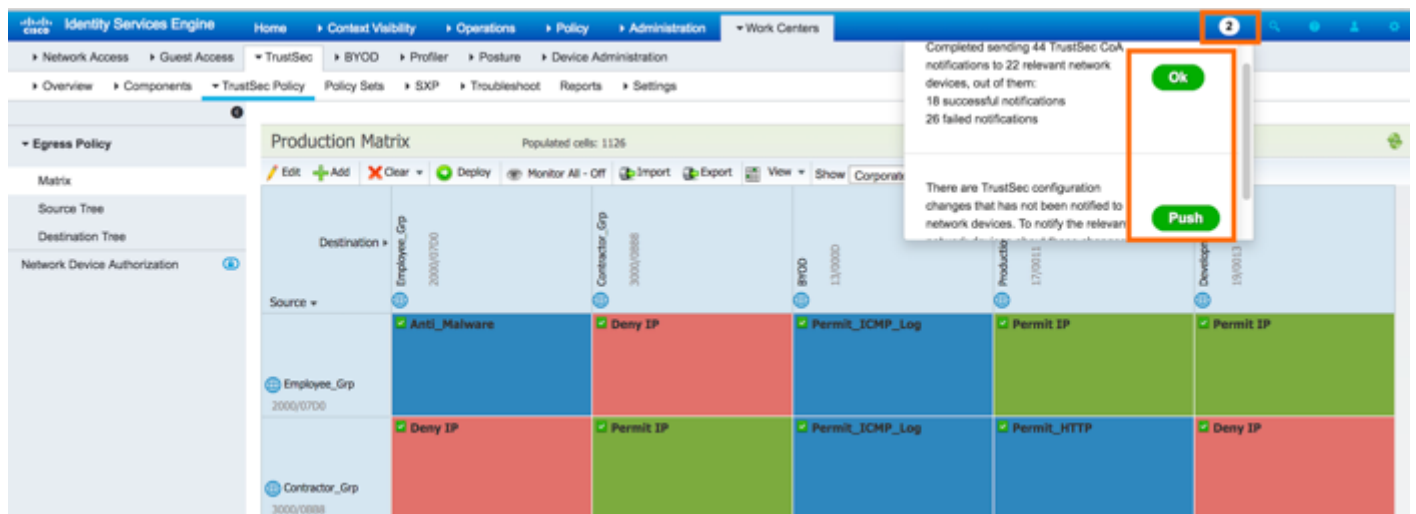 cisco Identity Services Engine Home Context Visibility Operations Policy Administration Work Centers 2
Network Access Guest Access TrustSec BYOD Profiler Posture Device Administration
Overview Components TrustSec Policy Policy Sets SXP Troubleshoot Reports Settings
Completed sending 44 TrustSec CoA
notifications to 22 relevant network
devices, out of them:
18 successful notifications
26 failed notifications
Ok
There are TrustSec configuration
changes that has not been notified to
network devices. To notify the relevant
Push
Egress Policy
Matrix
Source Tree
Destination Tree
Network Device Authorization
Production Matrix Populated cells: 1126
Edit Add Clear Deploy Monitor All - Off Import Export View Show
Destination
Source
Employee_Grp
2000/07D0
Contractor_Grp
3000/0BB8
BYOD
13/000D
17/0011
19/0013
Employee_Grp
2000/07D0
Anti_Malware Deny IP Permit_ICMP_Log Permit IP Permit IP
Contractor_Grp
3000/0BB8
Deny IP Permit IP Permit_ICMP_Log Permit_HTTP Deny IP